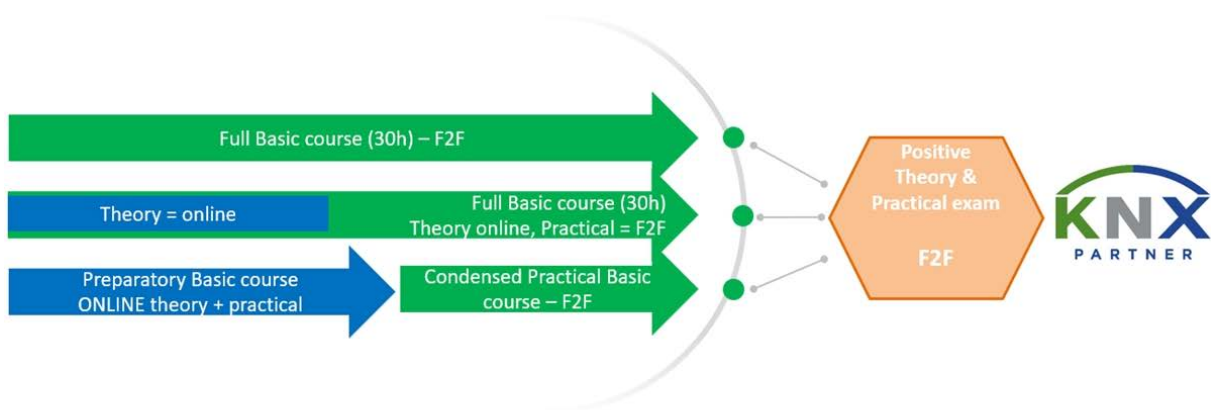 Full Basic course (30h) – F2F
Theory = online
Full Basic course (30h)
Theory online, Practical = F2F
Preparatory Basic course
ONLINE theory + practical
Condensed Practical Basic
course – F2F
Positive
Theory &
Practical exam
F2F
KNX
PARTNER